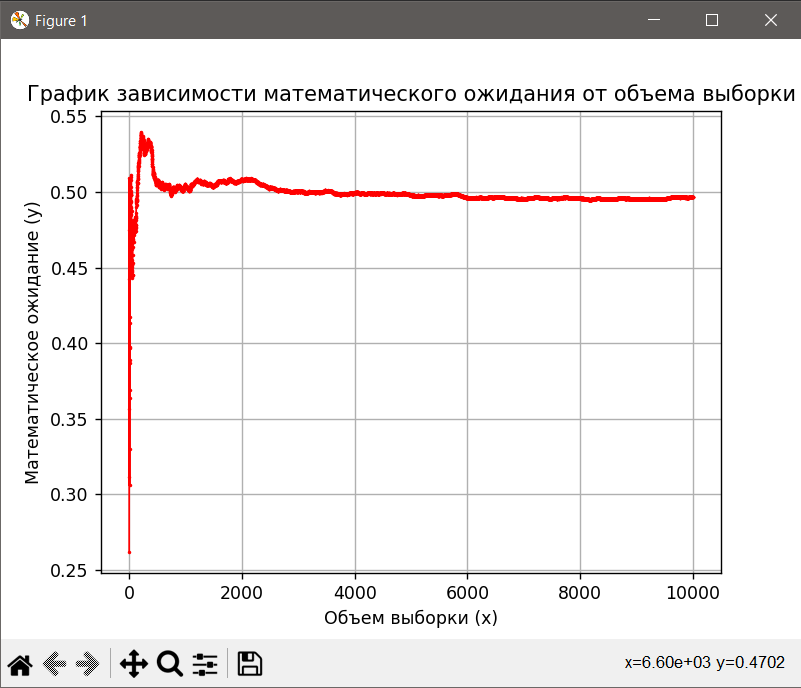 Figure 1
График зависимости математического ожидания от объема выборки
0.55
0.50
0.45
0.40
0.35
0.30
0.25
Математическое ожидание (y)
0 2000 4000 6000 8000 10000
Объем выборки (x)
x=6.60e+03 y=0.4702